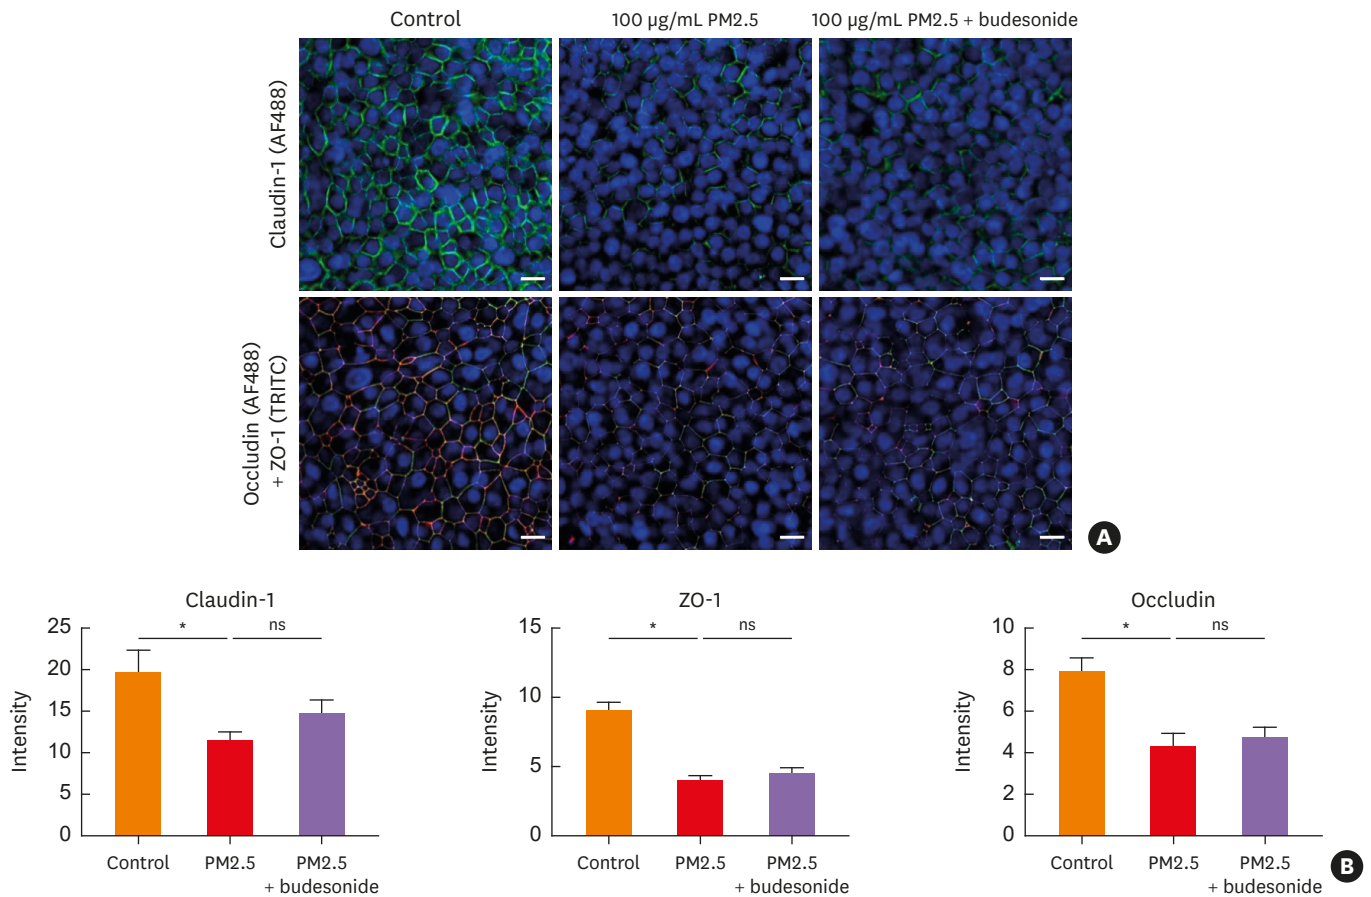 Control
100 µg/mL PM2.5
100 µg/mL PM2.5 + budesonide
Claudin-1 (AF488)
Occludin (AF488)
+ ZO-1 (TRITC)
A
Claudin-1
Intensity
25
20
15
10
5
0
*
ns
Control
PM2.5
PM2.5
+ budesonide
ZO-1
Intensity
15
10
5
0
*
ns
Control
PM2.5
PM2.5
+ budesonide
Occludin
Intensity
10
8
6
4
2
0
*
ns
Control
PM2.5
PM2.5
+ budesonide
B